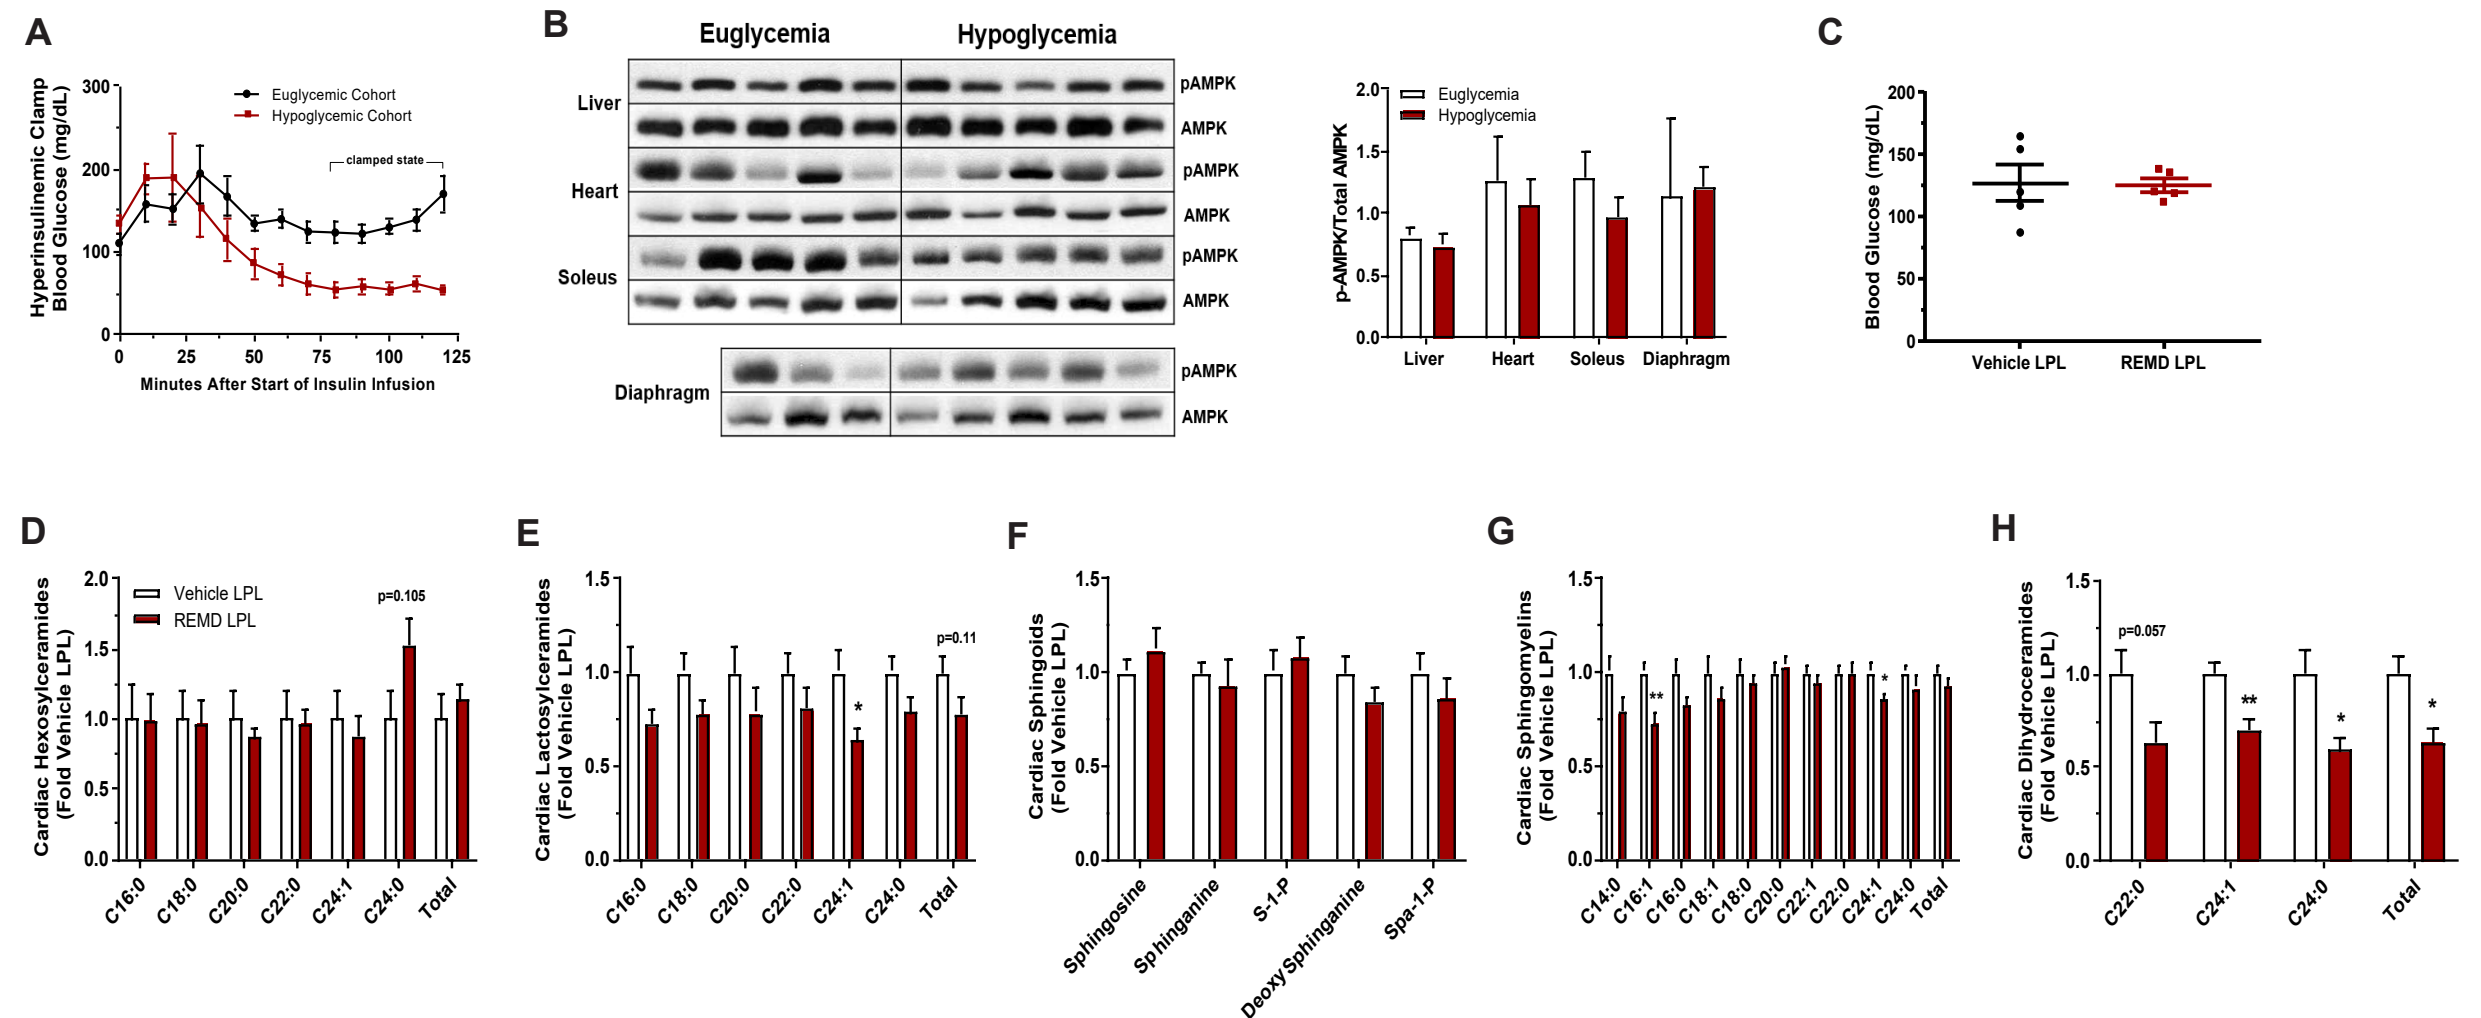 A
Hyperinsulinemic Clamp
Blood Glucose (mg/dL)
300
200
100
0
Euglycemic Cohort
Hypoglycemic Cohort
clamped state
0 25 50 75 100 125
Minutes After Start of Insulin Infusion
B
Euglycemia Hypoglycemia
Liver
pAMPK
AMPK
Heart
pAMPK
AMPK
Soleus
pAMPK
AMPK
Diaphragm
pAMPK
AMPK
p-AMPK/Total AMPK
2.0
1.5
1.0
0.5
0.0
Euglycemia
Hypoglycemia
Liver Heart Soleus Diaphragm
C
Blood Glucose (mg/dL)
200
150
100
50
0
Vehicle LPL REMD LPL
D
Cardiac Hexosylceramides
(Fold Vehicle LPL)
2.0
1.5
1.0
0.5
0.0
Vehicle LPL
REMD LPL
p=0.105
C16:0 C18:0 C20:0 C22:0 C24:1 C24:0 Total
E
Cardiac Lactosylceramides
(Fold Vehicle LPL)
1.5
1.0
0.5
0.0
*
p=0.11
C16:0 C18:0 C20:0 C22:0 C24:1 C24:0 Total
F
Cardiac Sphingoids
(Fold Vehicle LPL)
1.5
1.0
0.5
0.0
Sphingosine Sphinganine S-1-P Deoxy Sphinganine Spa-1-P
G
Cardiac Sphingomyelins
(Fold Vehicle LPL)
1.5
1.0
0.5
0.0
** *
C14:0 C16:1 C16:0 C18:1 C18:0 C20:0 C22:1 C22:0 C24:1 C24:0 Total
H
Cardiac Dihydroceramides
(Fold Vehicle LPL)
1.5
1.0
0.5
0.0
p=0.057
** * *
C22:0 C24:1 C24:0 Total